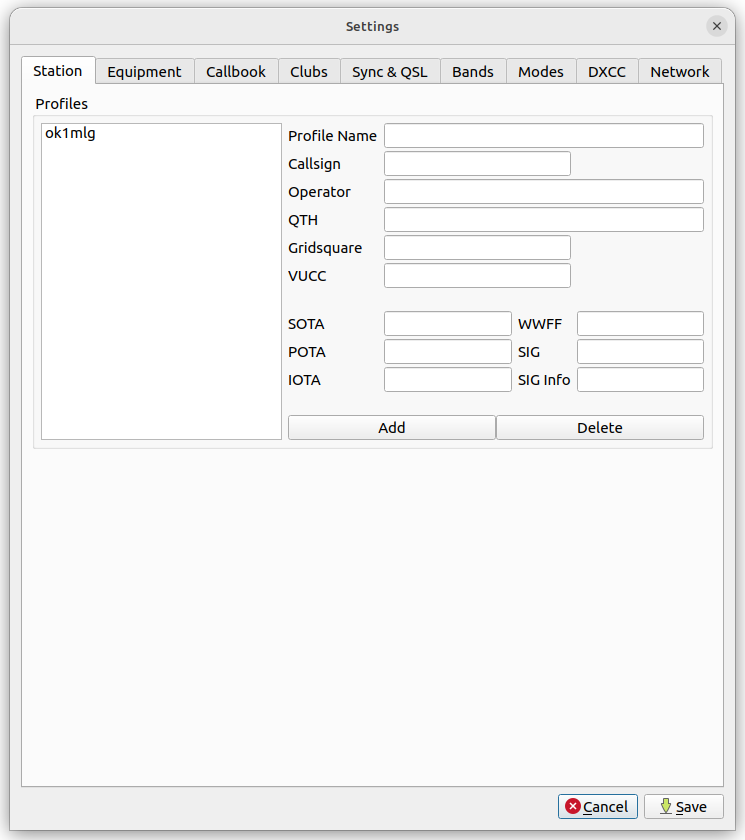 Settings
Station Equipment Callbook Clubs Sync & QSL Bands Modes DXCC Network
Profiles
ok1mlg
Profile Name
Callsign
Operator
QTH
Gridsquare
VUCC
SOTA WWFF
POTA SIG
IOTA SIG Info
Add Delete
Cancel Save